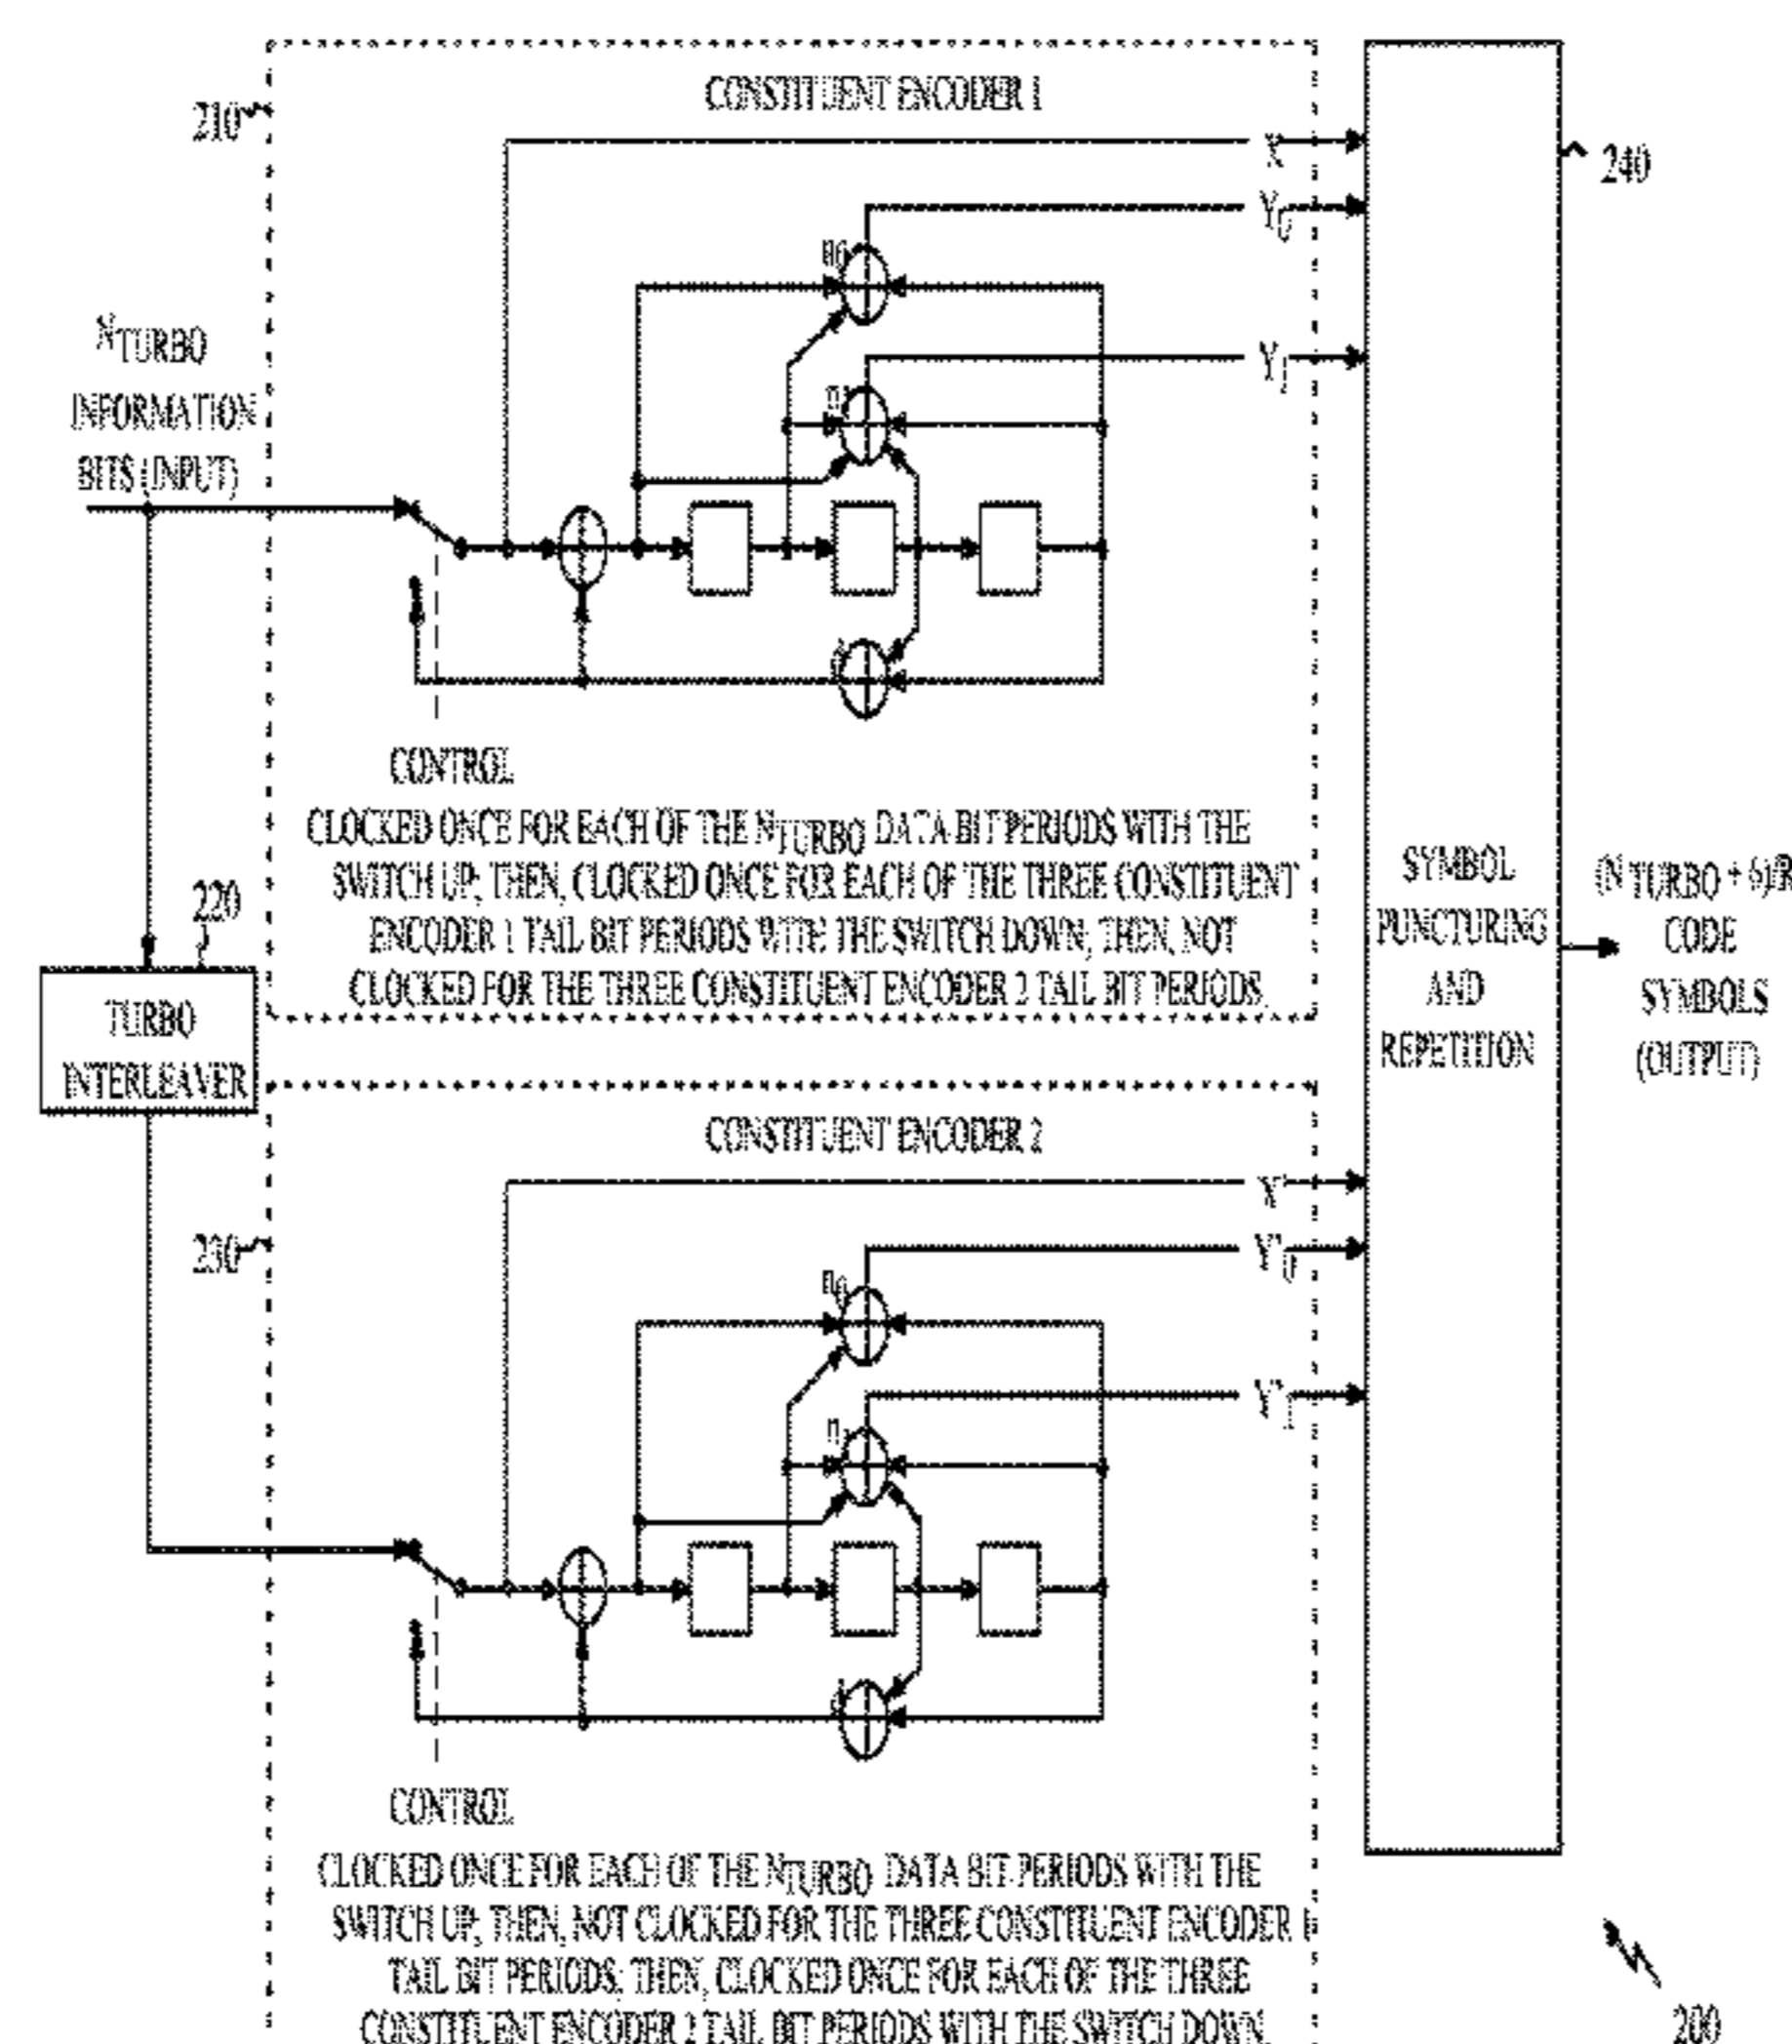 CONSTITUENT ENCODER 1
210
X
240
Y0
n0
NTURBO
INFORMATION
BITS (INPUT)
Y1
n1
d
CONTROL
CLOCKED ONCE FOR EACH OF THE NTURBO DATA BIT PERIODS WITH THE
SWITCH UP; THEN, CLOCKED ONCE FOR EACH OF THE THREE CONSTITUENT
ENCODER 1 TAIL BIT PERIODS WITH THE SWITCH DOWN; THEN, NOT
CLOCKED FOR THE THREE CONSTITUENT ENCODER 2 TAIL BIT PERIODS.
220
TURBO
INTERLEAVER
SYMBOL
PUNCTURING
AND
REPETITION
(NTURBO + 6)/R
CODE
SYMBOLS
(OUTPUT)
CONSTITUENT ENCODER 2
230
X'
Y'0
n0
Y'1
n1
d
CONTROL
CLOCKED ONCE FOR EACH OF THE NTURBO DATA BIT PERIODS WITH THE
SWITCH UP; THEN, NOT CLOCKED FOR THE THREE CONSTITUENT ENCODER 1
TAIL BIT PERIODS; THEN, CLOCKED ONCE FOR EACH OF THE THREE
CONSTITUENT ENCODER 2 TAIL BIT PERIODS WITH THE SWITCH DOWN.
200